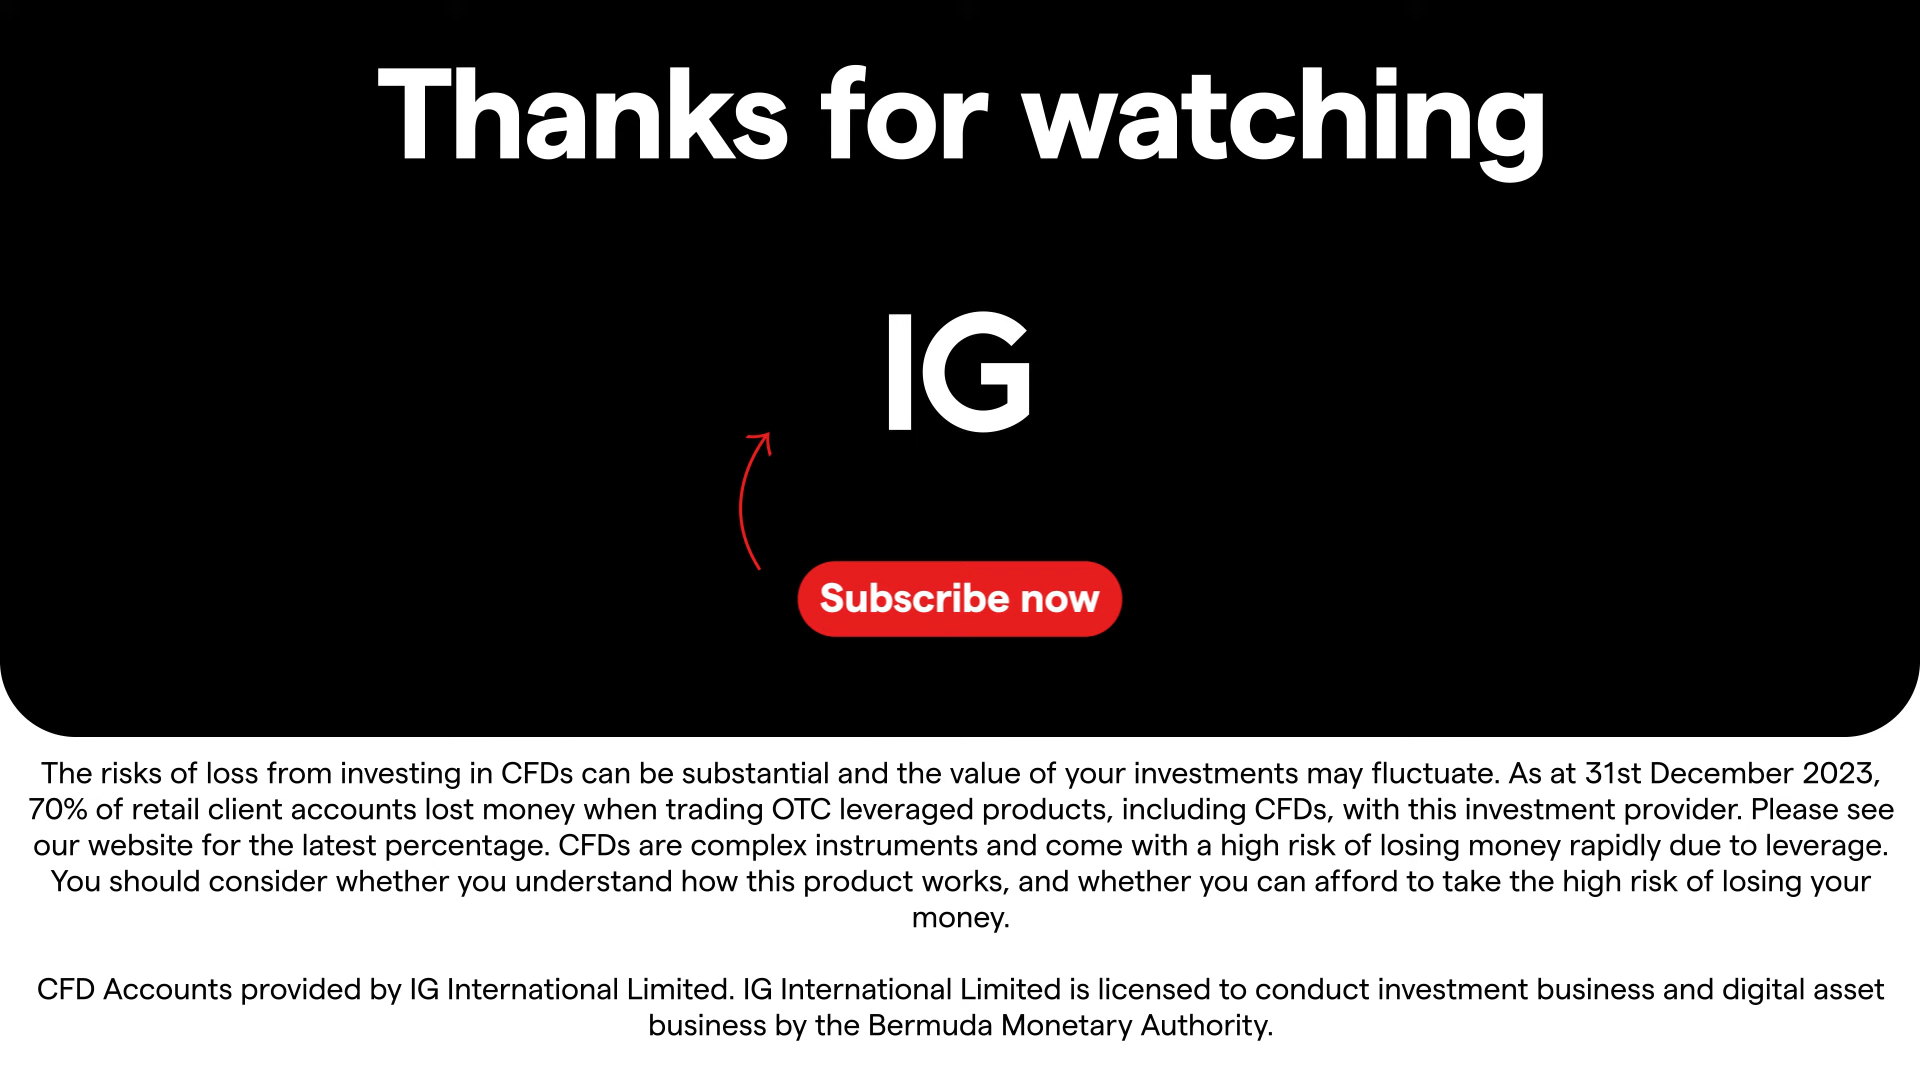 Thanks for watching
IG
Subscribe now
The risks of loss from investing in CFDs can be substantial and the value of your investments may fluctuate. As at 31st December 2023,
70% of retail client accounts lost money when trading OTC leveraged products, including CFDs, with this investment provider. Please see
our website for the latest percentage. CFDs are complex instruments and come with a high risk of losing money rapidly due to leverage.
You should consider whether you understand how this product works, and whether you can afford to take the high risk of losing your
money.
CFD Accounts provided by IG International Limited. IG International Limited is licensed to conduct investment business and digital asset
business by the Bermuda Monetary Authority.